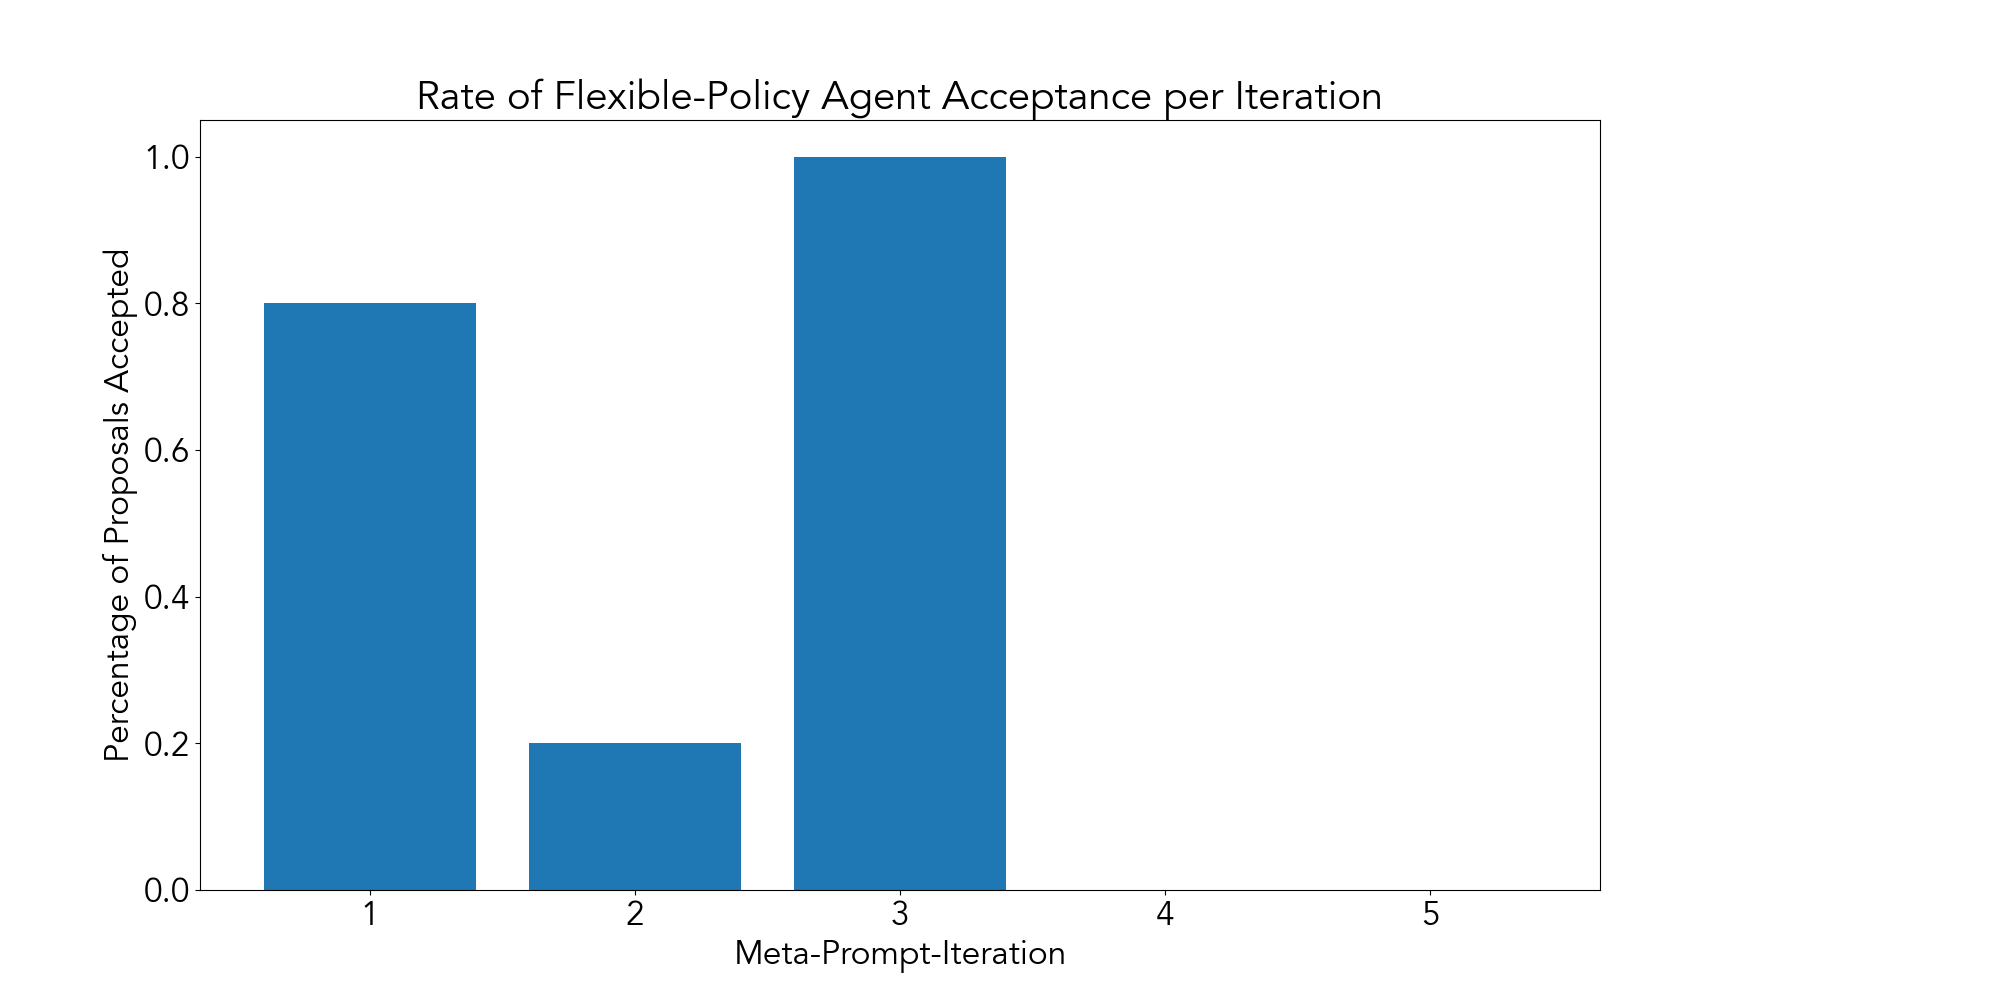 Rate of Flexible-Policy Agent Acceptance per Iteration
Percentage of Proposals Accepted
1.0
0.8
0.6
0.4
0.2
0.0
1 2 3 4 5
Meta-Prompt-Iteration